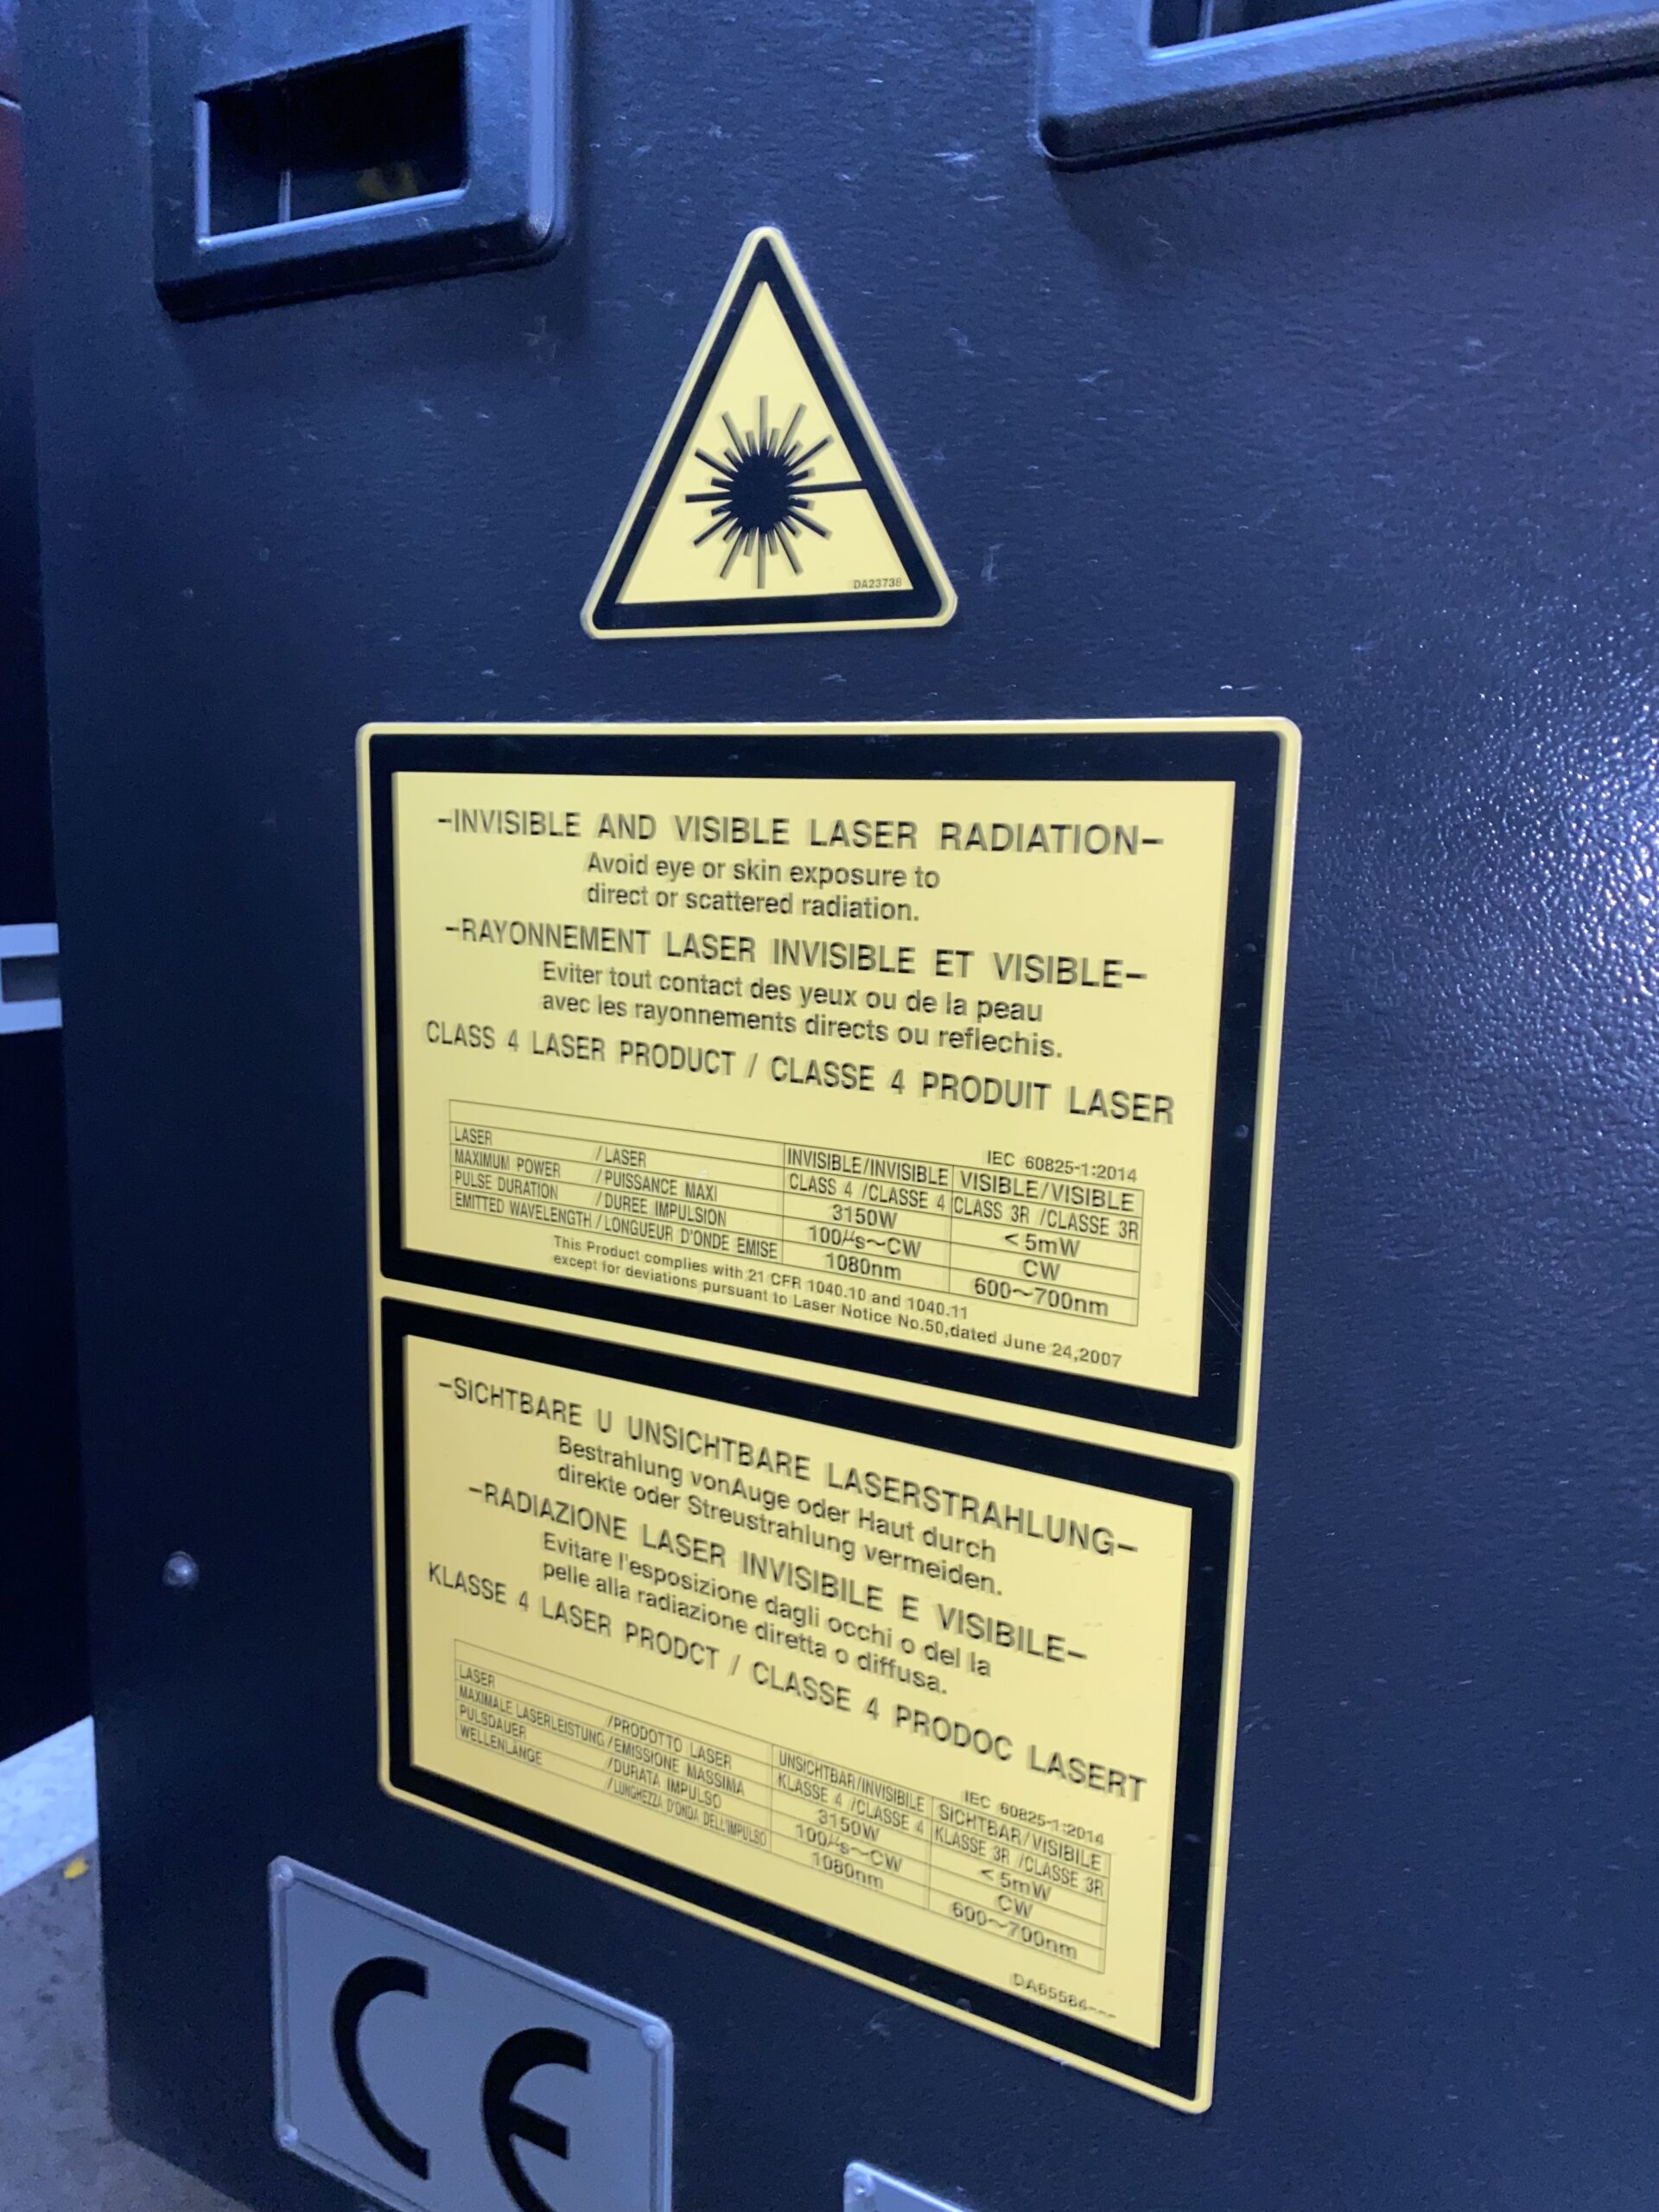 DA23738
-INVISIBLE AND VISIBLE LASER RADIATION-
Avoid eye or skin exposure to
direct or scattered radiation.
-RAYONNEMENT LASER INVISIBLE ET VISIBLE-
Eviter tout contact des yeux ou de la peau
avec les rayonnements directs ou reflechis.
CLASS 4 LASER PRODUCT / CLASSE 4 PRODUIT LASER
IEC 60825-1:2014
INVISIBLE/INVISIBLE VISIBLE/VISIBLE
LASER /LASER CLASS 4 /CLASSE 4 CLASS 3R /CLASSE 3R
MAXIMUM POWER /PUISSANCE MAXI 3150W <5mW
PULSE DURATION /DUREE IMPULSION 100μs~CW CW
EMITTED WAVELENGTH/LONGUEUR D'ONDE EMISE 1080nm 600~700nm
This Product complies with 21 CFR 1040.10 and 1040.11
except for deviations pursuant to Laser Notice No.50,dated June 24,2007
-SICHTBARE U UNSICHTBARE LASERSTRAHLUNG-
Bestrahlung vonAuge oder Haut durch
direkte oder Streustrahlung vermeiden.
-RADIAZIONE LASER INVISIBILE E VISIBILE-
Evitare l'esposizione dagli occhi o del la
pelle alla radiazione diretta o diffusa.
KLASSE 4 LASER PRODCT / CLASSE 4 PRODOC LASERT
IEC 60825-1:2014
UNSICHTBAR/INVISIBILE SICHTBAR/VISIBILE
LASER /PRODOTTO LASER KLASSE 4 /CLASSE 4 KLASSE 3R /CLASSE 3R
MAXIMALE LASERLEISTUNG/EMISSIONE MASSIMA 3150W <5mW
PULSDAUER /DURATA IMPULSO 100μs~CW CW
WELLENLÄNGE /LUNGHEZZA D'ONDA DELL'IMPULSO 1080nm 600~700nm
DA65584---
CE